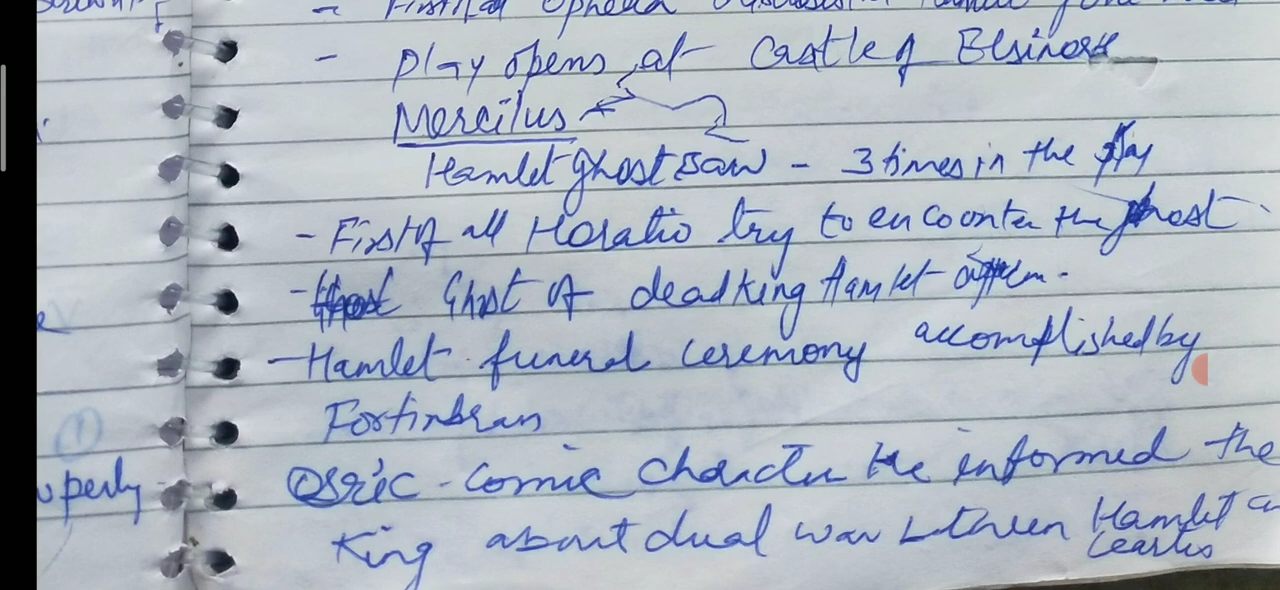 - play opens at Castle of Elsinore
Mercilus
Hamlet ghost saw - 3 times in the play
- First of all Horatio try to encounter the ghost
- Ghost of dead king Hamlet
- Hamlet funeral ceremony accomplished by
Fortinbras
Osric - comic character He informed the
King about dual war between Hamlet
Leartes
operly